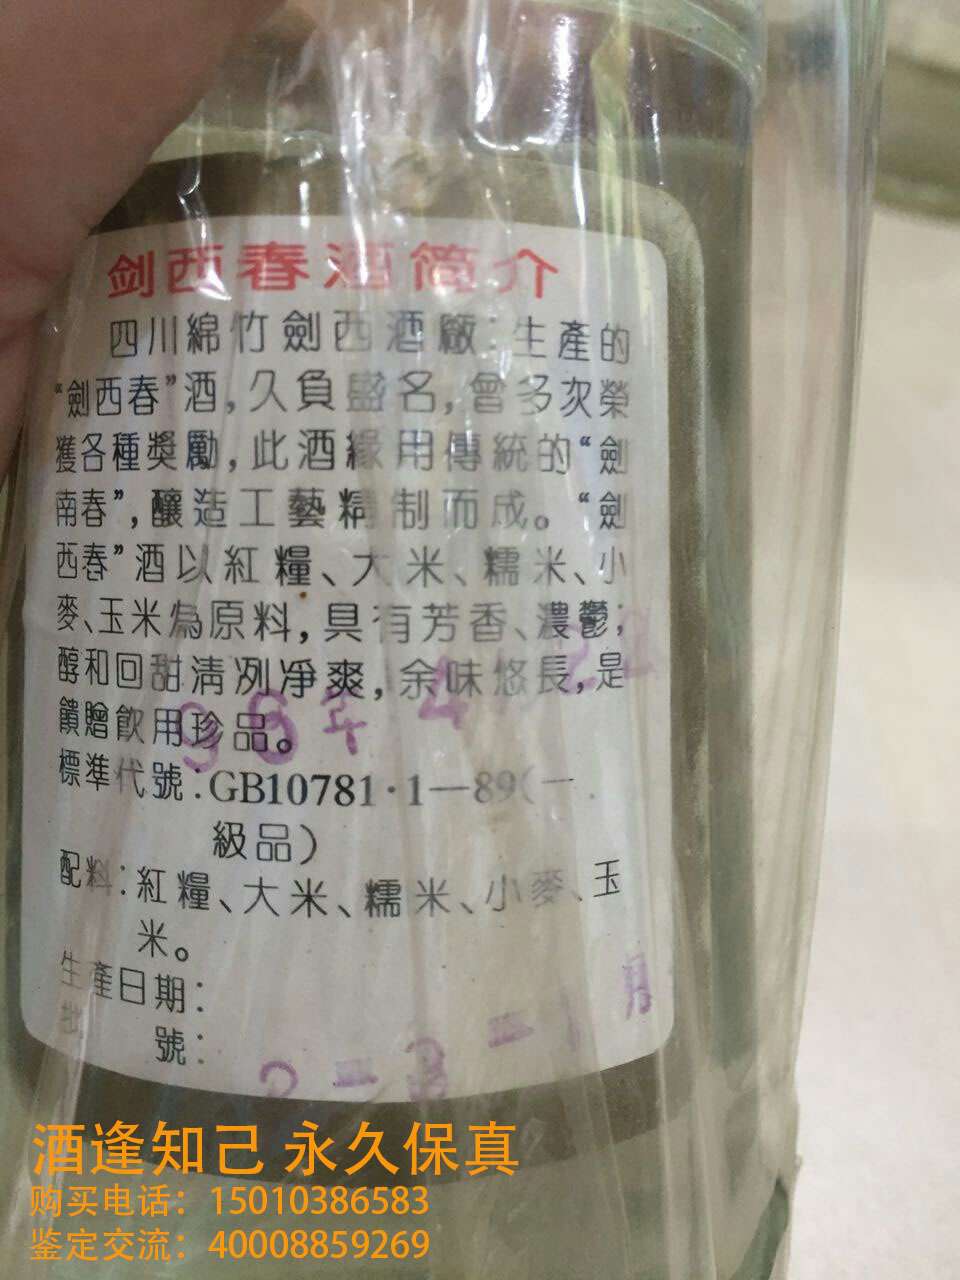 剑西春酒简介
四川綿竹劍西酒廠:生產的
“劍西春”酒,久負盛名,曾多次榮
獲各種獎勵,此酒緣用傳統的“劍
南春”,釀造工藝精制而成。“劍
西春”酒以紅糧、大米、糯米、小
麥、玉米為原料,具有芳香、濃鬱;
醇和回甜清冽凈爽,余味悠長,是
饋贈飲用珍品。
標準代號:GB10781·1—89(一
級品)
配料:紅糧、大米、糯米、小麥、玉
米。
生產日期:
批號:
2-3-1
酒逢知己 永久保真
购买电话:15010386583
鉴定交流:40008859269